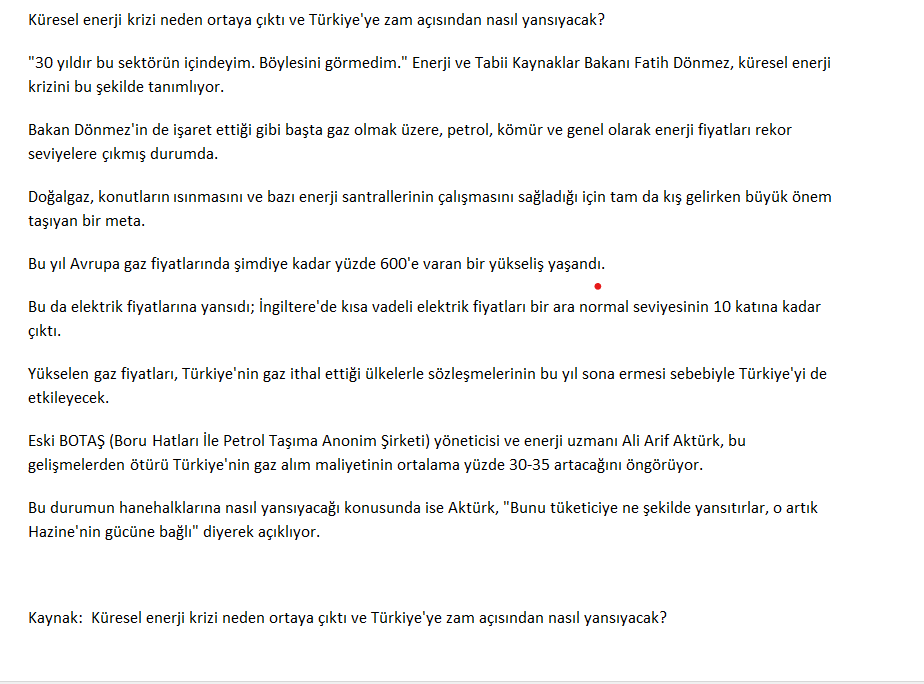 Küresel enerji krizi neden ortaya çıktı ve Türkiye'ye zam açısından nasıl yansıyacak?
"30 yıldır bu sektörün içindeyim. Böylesini görmedim." Enerji ve Tabii Kaynaklar Bakanı Fatih Dönmez, küresel enerji
krizini bu şekilde tanımlıyor.
Bakan Dönmez'in de işaret ettiği gibi başta gaz olmak üzere, petrol, kömür ve genel olarak enerji fiyatları rekor
seviyelere çıkmış durumda.
Doğalgaz, konutların ısınmasını ve bazı enerji santrallerinin çalışmasını sağladığı için tam da kış gelirken büyük önem
taşıyan bir meta.
Bu yıl Avrupa gaz fiyatlarında şimdiye kadar yüzde 600'e varan bir yükseliş yaşandı.
Bu da elektrik fiyatlarına yansıdı; İngiltere'de kısa vadeli elektrik fiyatları bir ara normal seviyesinin 10 katına kadar
çıktı.
Yükselen gaz fiyatları, Türkiye'nin gaz ithal ettiği ülkelerle sözleşmelerinin bu yıl sona ermesi sebebiyle Türkiye'yi de
etkileyecek.
Eski BOTAŞ (Boru Hatları İle Petrol Taşıma Anonim Şirketi) yöneticisi ve enerji uzmanı Ali Arif Aktürk, bu
gelişmelerden ötürü Türkiye'nin gaz alım maliyetinin ortalama yüzde 30-35 artacağını öngörüyor.
Bu durumun hanehalklarına nasıl yansıyacağı konusunda ise Aktürk, "Bunu tüketiciye ne şekilde yansıtırlar, o artık
Hazine'nin gücüne bağlı" diyerek açıklıyor.
Kaynak:  Küresel enerji krizi neden ortaya çıktı ve Türkiye'ye zam açısından nasıl yansıyacak?